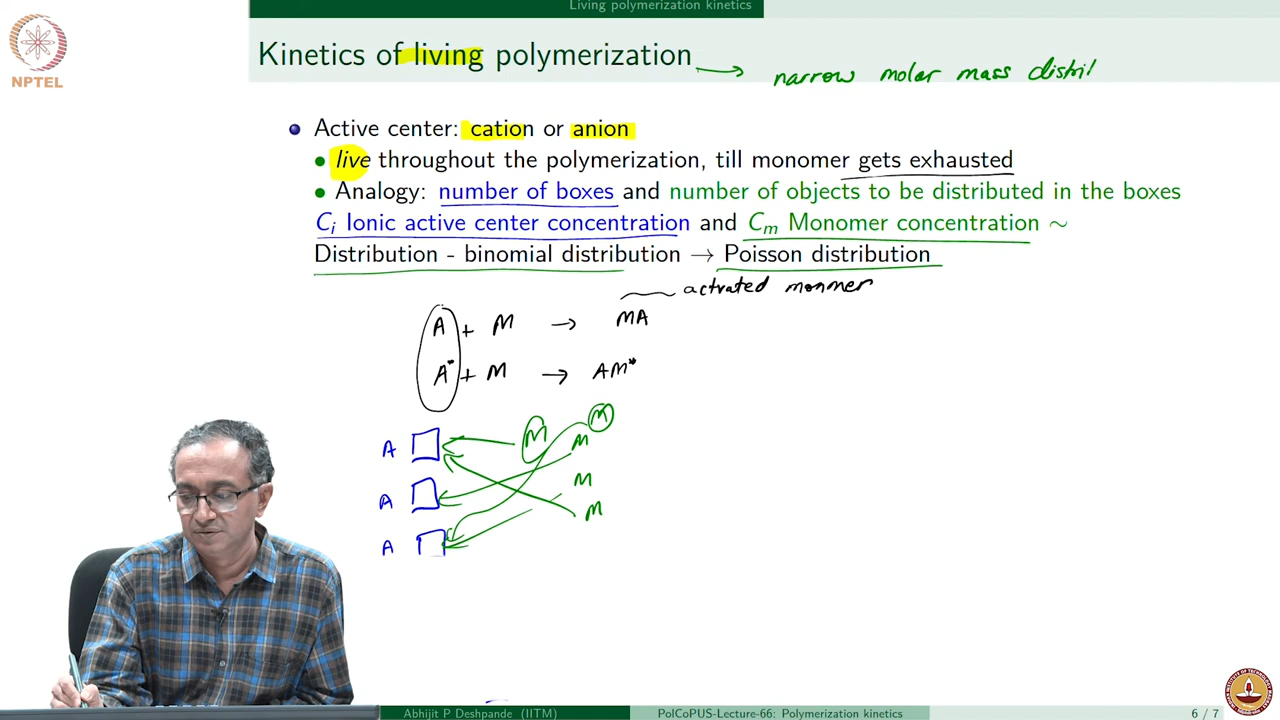 Living polymerization kinetics
NPTEL
Kinetics of living polymerization
narrow molar mass distri
Active center: cation or anion
live throughout the polymerization, till monomer gets exhausted
Analogy: number of boxes and number of objects to be distributed in the boxes
Ci Ionic active center concentration and Cm Monomer concentration ∼
Distribution - binomial distribution → Poisson distribution
activated monmer
A + M → MA
A* + M → AM*
M
A M M
M
A M
A
Abhijit P Deshpande (IITM) PolCoPUS-Lecture-66: Polymerization kinetics 6 / 7